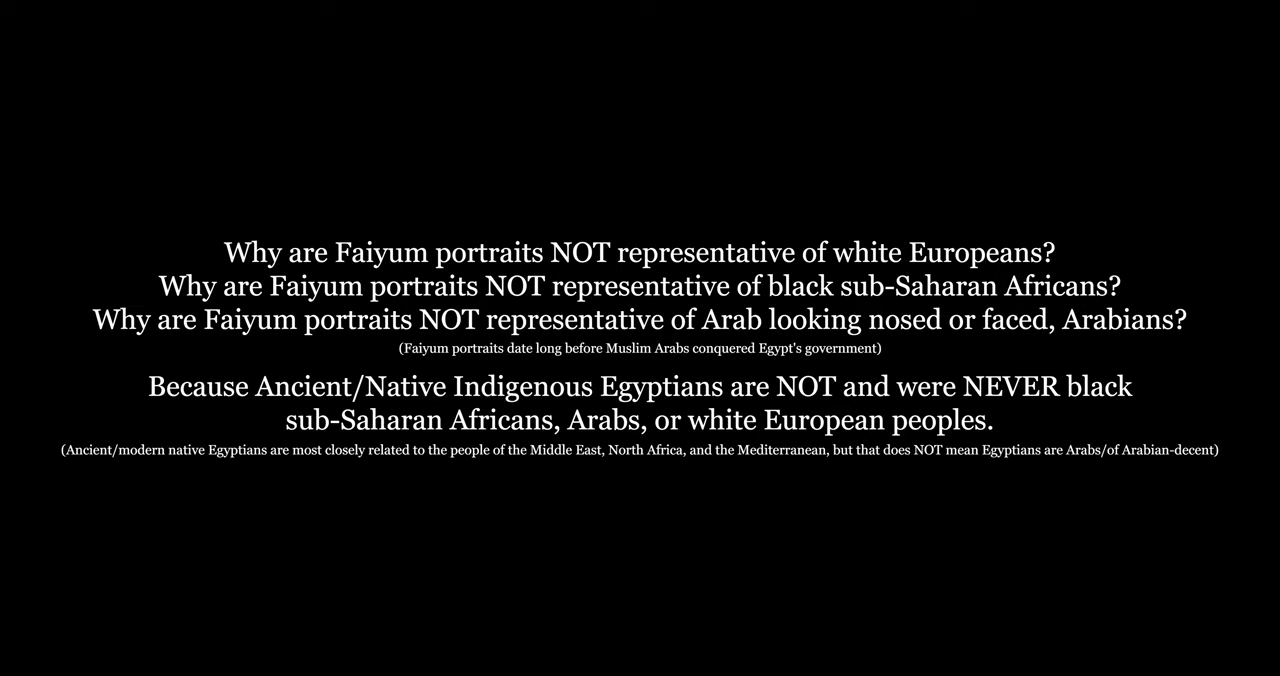 Why are Faiyum portraits NOT representative of white Europeans?
Why are Faiyum portraits NOT representative of black sub-Saharan Africans?
Why are Faiyum portraits NOT representative of Arab looking nosed or faced, Arabians?
(Faiyum portraits date long before Muslim Arabs conquered Egypt's government)
Because Ancient/Native Indigenous Egyptians are NOT and were NEVER black
sub-Saharan Africans, Arabs, or white European peoples.
(Ancient/modern native Egyptians are most closely related to the people of the Middle East, North Africa, and the Mediterranean, but that does NOT mean Egyptians are Arabs/of Arabian-decent)